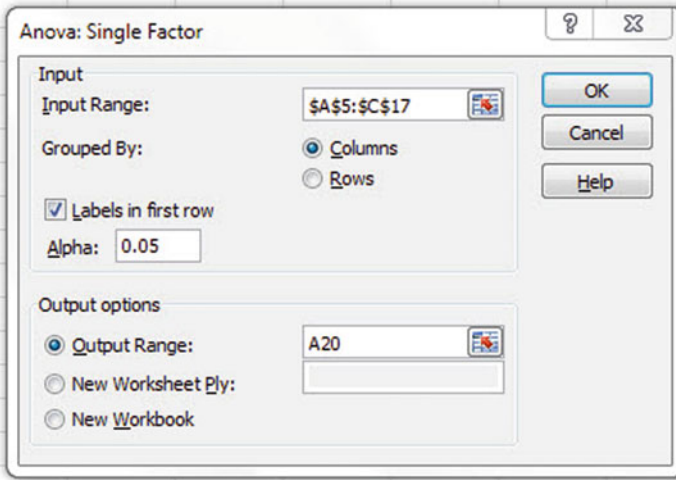 Anova: Single Factor
Input
Input Range:
$A$5:$C$17
Grouped By:
Columns
Rows
Labels in first row
Alpha:
0.05
OK
Cancel
Help
Output options
Output Range:
A20
New Worksheet Ply:
New Workbook